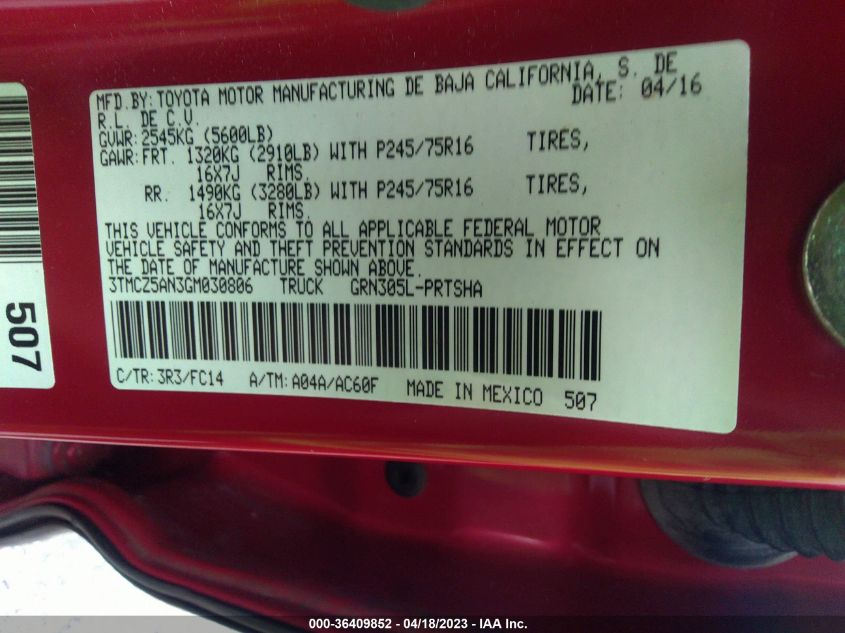 MFD.BY: TOYOTA MOTOR MANUFACTURING DE BAJA CALIFORNIA, S. DE
R.L. DE C.V. DATE: 04/16
GVWR: 2545KG (5600LB)
GAWR: FRT. 1320KG (2910LB) WITH P245/75R16 TIRES,
16X7J RIMS.
RR. 1490KG (3280LB) WITH P245/75R16 TIRES,
16X7J RIMS.
THIS VEHICLE CONFORMS TO ALL APPLICABLE FEDERAL MOTOR
VEHICLE SAFETY AND THEFT PREVENTION STANDARDS IN EFFECT ON
THE DATE OF MANUFACTURE SHOWN ABOVE.
3TMCZ5AN3GM030806 TRUCK GRN305L-PRTSHA
C/TR: 3R3/FC14 A/TM: A04A/AC60F MADE IN MEXICO 507
507
000-36409852 - 04/18/2023 - IAA Inc.